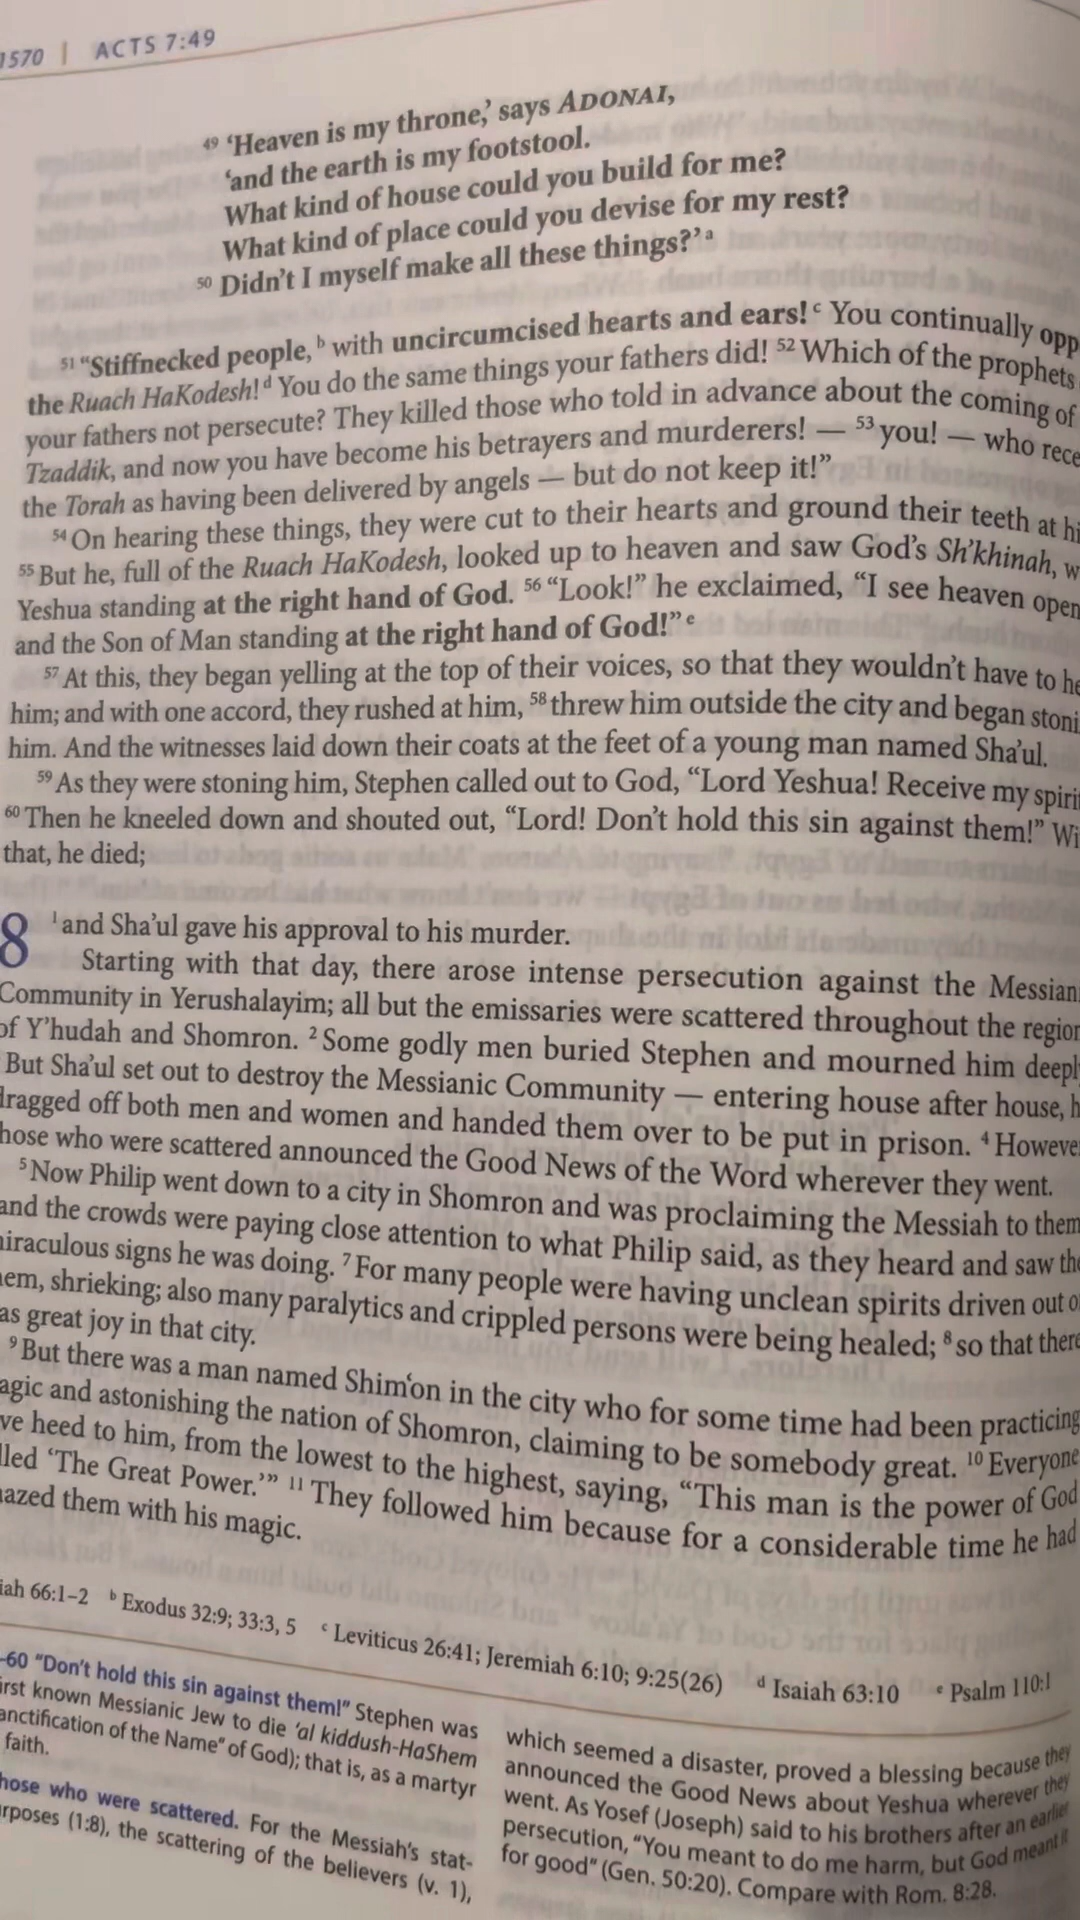 1570 | ACTS 7:49
49 ‘Heaven is my throne,’ says ADONAI,
‘and the earth is my footstool.
What kind of house could you build for me?
What kind of place could you devise for my rest?
50 Didn’t I myself make all these things?’ a
51 “Stiffnecked people, b with uncircumcised hearts and ears! c You continually opp
the Ruach HaKodesh! d You do the same things your fathers did! 52 Which of the prophets
your fathers not persecute? They killed those who told in advance about the coming of
Tzaddik, and now you have become his betrayers and murderers! — 53 you! — who rece
the Torah as having been delivered by angels — but do not keep it!”
54 On hearing these things, they were cut to their hearts and ground their teeth at hi
55 But he, full of the Ruach HaKodesh, looked up to heaven and saw God’s Sh’khinah, w
Yeshua standing at the right hand of God. 56 “Look!” he exclaimed, “I see heaven open
and the Son of Man standing at the right hand of God!” e
57 At this, they began yelling at the top of their voices, so that they wouldn’t have to he
him; and with one accord, they rushed at him, 58 threw him outside the city and began stoni
him. And the witnesses laid down their coats at the feet of a young man named Sha’ul.
59 As they were stoning him, Stephen called out to God, “Lord Yeshua! Receive my spiri
60 Then he kneeled down and shouted out, “Lord! Don’t hold this sin against them!” Wi
that, he died;
8 1 and Sha’ul gave his approval to his murder.
Starting with that day, there arose intense persecution against the Messian
Community in Yerushalayim; all but the emissaries were scattered throughout the region
of Y’hudah and Shomron. 2 Some godly men buried Stephen and mourned him deepl
But Sha’ul set out to destroy the Messianic Community — entering house after house, h
dragged off both men and women and handed them over to be put in prison. 4 Howeve
hose who were scattered announced the Good News of the Word wherever they went.
5 Now Philip went down to a city in Shomron and was proclaiming the Messiah to them
and the crowds were paying close attention to what Philip said, as they heard and saw the
niraculous signs he was doing. 7 For many people were having unclean spirits driven out o
nem, shrieking; also many paralytics and crippled persons were being healed; 8 so that there
as great joy in that city.
9 But there was a man named Shim‘on in the city who for some time had been practicing
agic and astonishing the nation of Shomron, claiming to be somebody great. 10 Everyone
ve heed to him, from the lowest to the highest, saying, “This man is the power of God
lled ‘The Great Power.’” 11 They followed him because for a considerable time he had
nazed them with his magic.
iah 66:1–2 b Exodus 32:9; 33:3, 5 c Leviticus 26:41; Jeremiah 6:10; 9:25(26) d Isaiah 63:10 e Psalm 110:1
-60 “Don’t hold this sin against them!” Stephen was
irst known Messianic Jew to die ‘al kiddush-HaShem
anctification of the Name” of God); that is, as a martyr
faith.
hose who were scattered. For the Messiah’s stat-
urposes (1:8), the scattering of the believers (v. 1),
which seemed a disaster, proved a blessing because they
announced the Good News about Yeshua wherever they
went. As Yosef (Joseph) said to his brothers after an earlier
persecution, “You meant to do me harm, but God meant it
for good” (Gen. 50:20). Compare with Rom. 8:28.